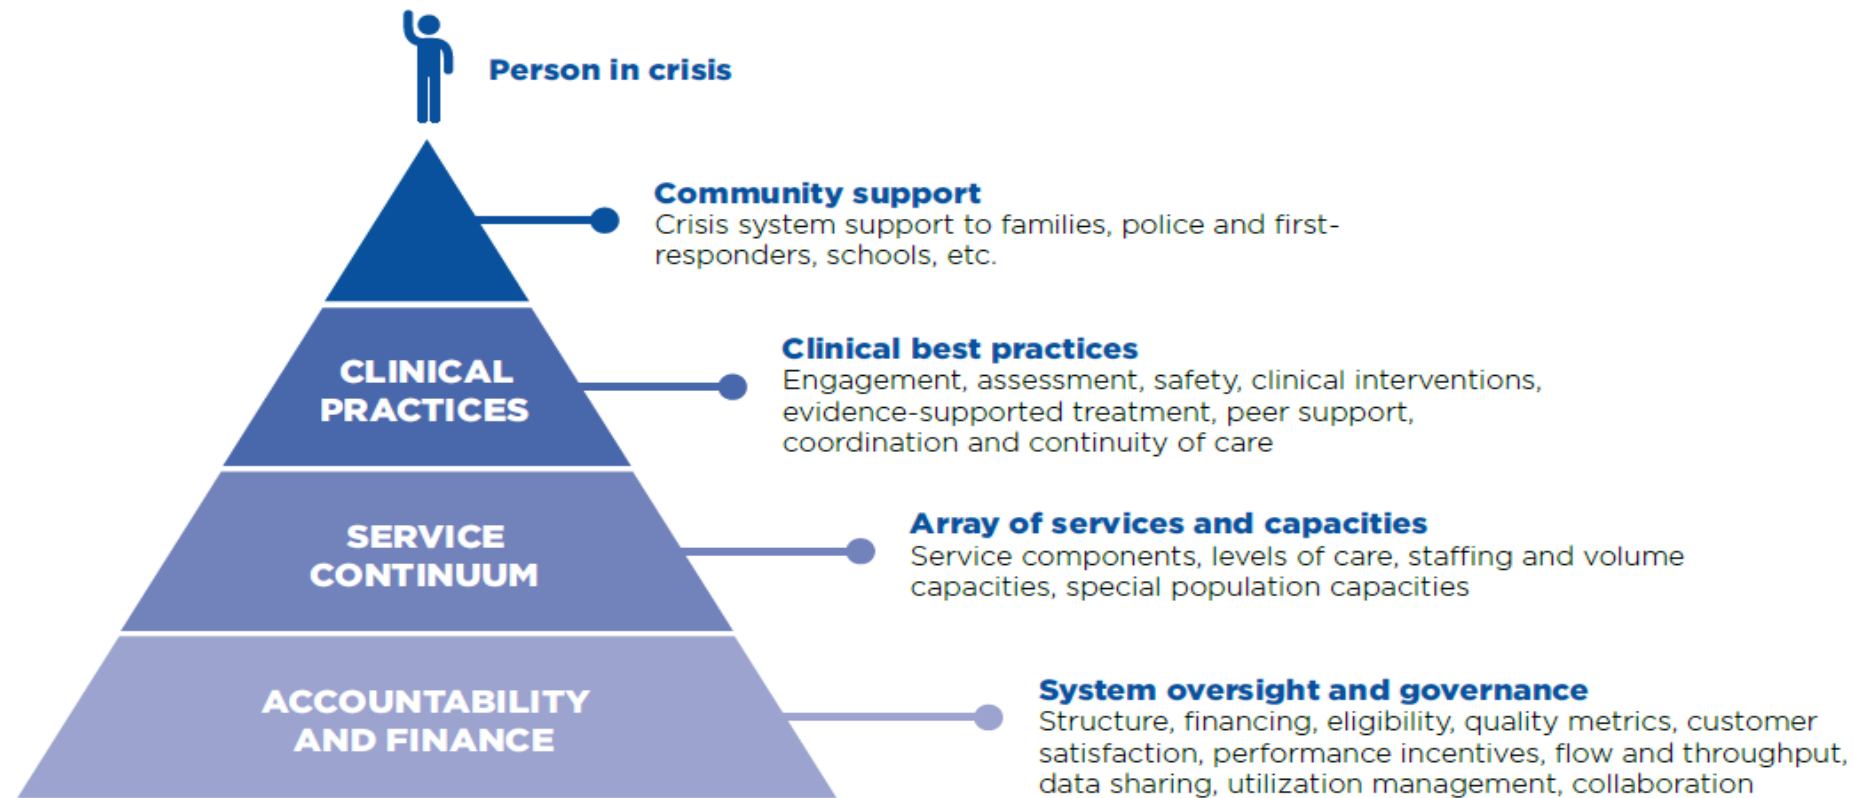 Person in crisis
Community support
Crisis system support to families, police and first-
responders, schools, etc.
CLINICAL
PRACTICES
Clinical best practices
Engagement, assessment, safety, clinical interventions,
evidence-supported treatment, peer support,
coordination and continuity of care
SERVICE
CONTINUUM
Array of services and capacities
Service components, levels of care, staffing and volume
capacities, special population capacities
ACCOUNTABILITY
AND FINANCE
System oversight and governance
Structure, financing, eligibility, quality metrics, customer
satisfaction, performance incentives, flow and throughput,
data sharing, utilization management, collaboration